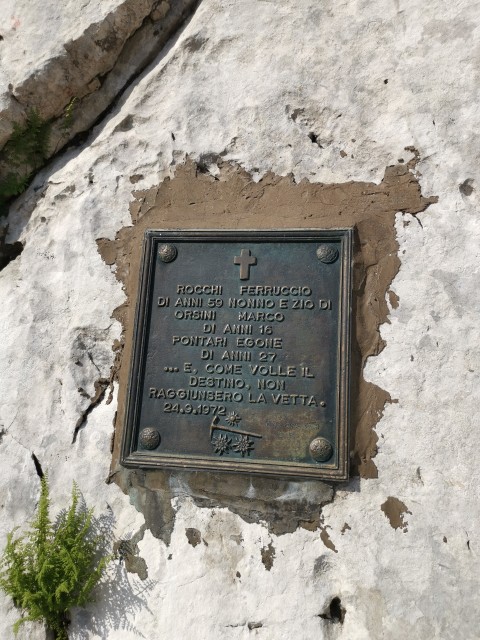 ROCCHI FERRUCCIO
DI ANNI 59 NONNO E ZIO DI
ORSINI MARCO
DI ANNI 16
PONTARI EGONE
DI ANNI 27
... E, COME VOLLE IL
DESTINO, NON
RAGGIUNSERO LA VETTA.
24.9.1972